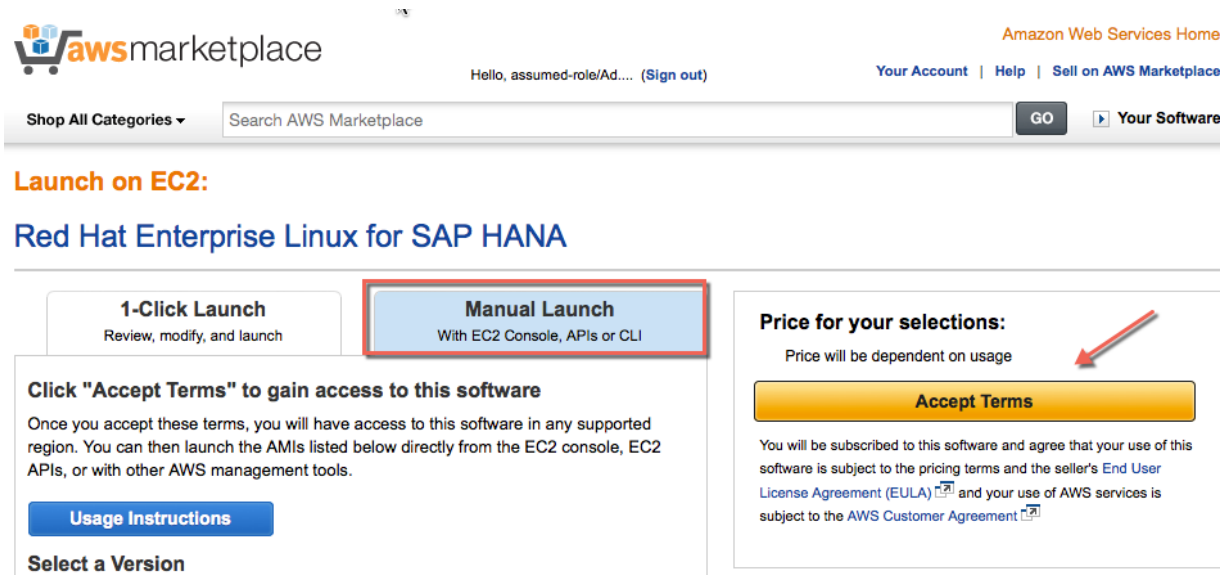 awsmarketplace
Amazon Web Services Home
Hello, assumed-role/Ad.... (Sign out)
Your Account | Help | Sell on AWS Marketplace
Shop All Categories
Search AWS Marketplace
GO
Your Software
Launch on EC2:
Red Hat Enterprise Linux for SAP HANA
1-Click Launch
Review, modify, and launch
Manual Launch
With EC2 Console, APIs or CLI
Click "Accept Terms" to gain access to this software
Once you accept these terms, you will have access to this software in any supported
region. You can then launch the AMIs listed below directly from the EC2 console, EC2
APIs, or with other AWS management tools.
Usage Instructions
Select a Version
Price for your selections:
Price will be dependent on usage
Accept Terms
You will be subscribed to this software and agree that your use of this
software is subject to the pricing terms and the seller's End User
License Agreement (EULA) and your use of AWS services is
subject to the AWS Customer Agreement